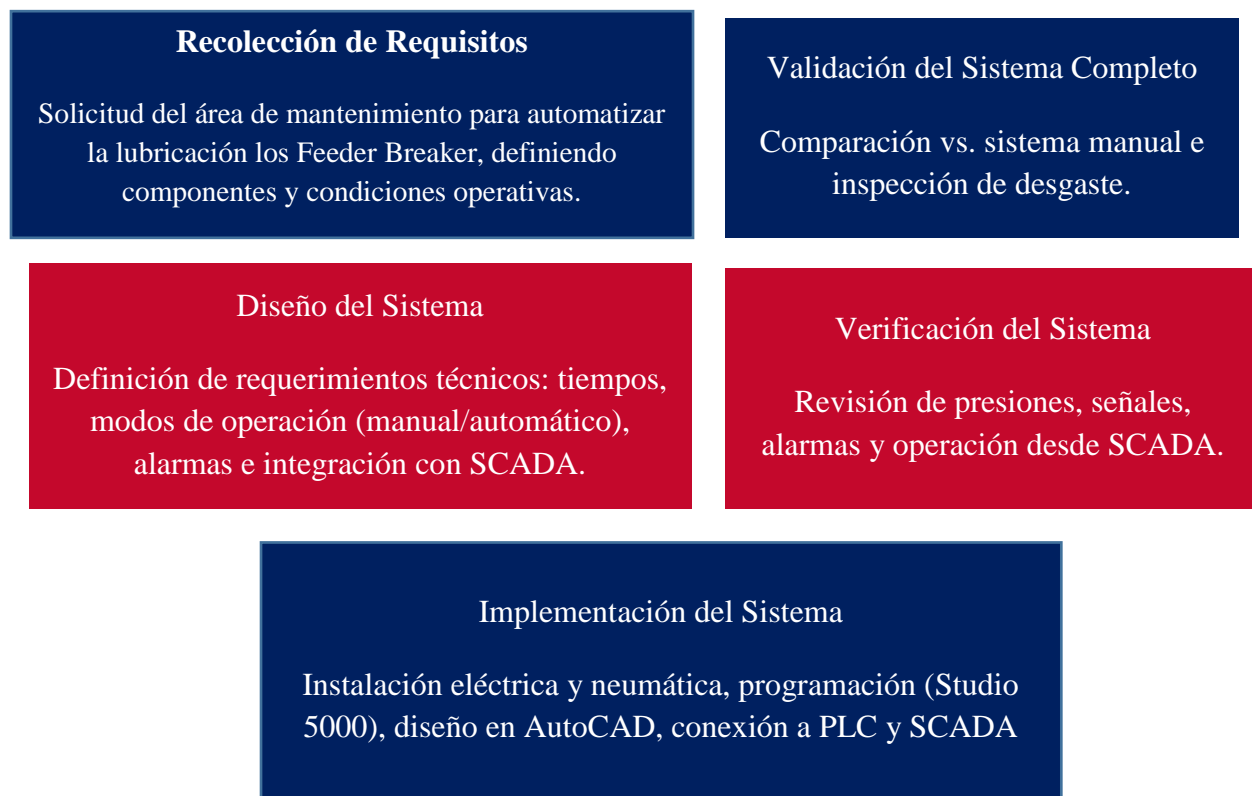 Recolección de Requisitos
Solicitud del área de mantenimiento para automatizar
la lubricación los Feeder Breaker, definiendo
componentes y condiciones operativas.
Validación del Sistema Completo
Comparación vs. sistema manual e
inspección de desgaste.
Diseño del Sistema
Definición de requerimientos técnicos: tiempos,
modos de operación (manual/automático),
alarmas e integración con SCADA.
Verificación del Sistema
Revisión de presiones, señales,
alarmas y operación desde SCADA.
Implementación del Sistema
Instalación eléctrica y neumática, programación (Studio
5000), diseño en AutoCAD, conexión a PLC y SCADA